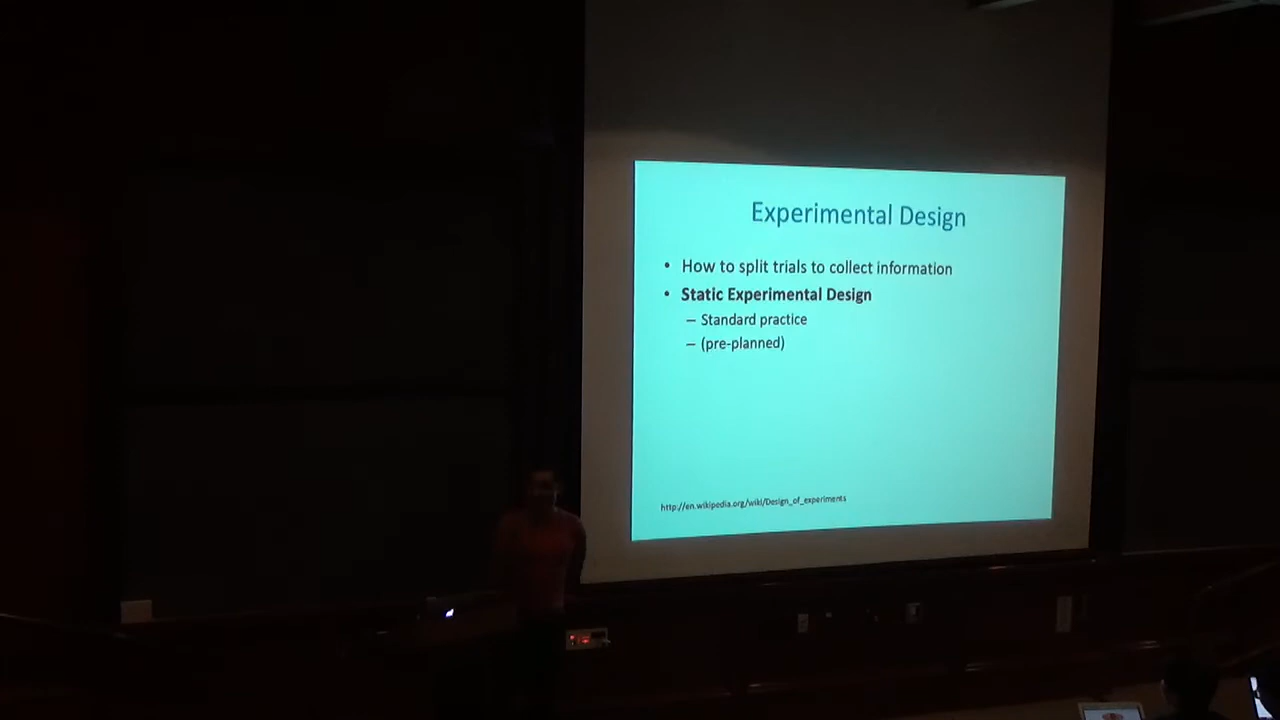 Experimental Design
• How to split trials to collect information
• Static Experimental Design
– Standard practice
– (pre-planned)
http://en.wikipedia.org/wiki/Design_of_experiments